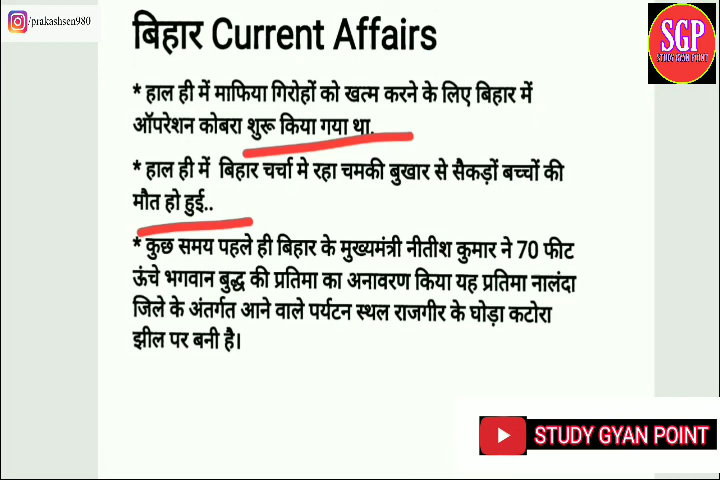 /prakashsen980
बिहार Current Affairs
SGP
STUDY GYAN POINT
* हाल ही में माफिया गिरोहों को खत्म करने के लिए बिहार में
ऑपरेशन कोबरा शुरू किया गया था.
* हाल ही में बिहार चर्चा मे रहा चमकी बुखार से सैकड़ों बच्चों की
मौत हो हुई..
* कुछ समय पहले ही बिहार के मुख्यमंत्री नीतीश कुमार ने 70 फीट
ऊंचे भगवान बुद्ध की प्रतिमा का अनावरण किया यह प्रतिमा नालंदा
जिले के अंतर्गत आने वाले पर्यटन स्थल राजगीर के घोड़ा कटोरा
झील पर बनी है।
STUDY GYAN POINT